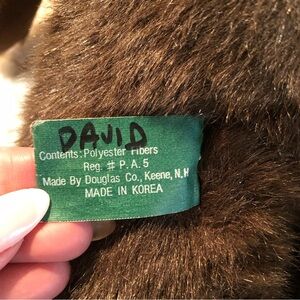 DAVID
Contents: Polyester Fibers
Reg. # P.A. 5
Made By Douglas Co., Keene, N.H
MADE IN KOREA